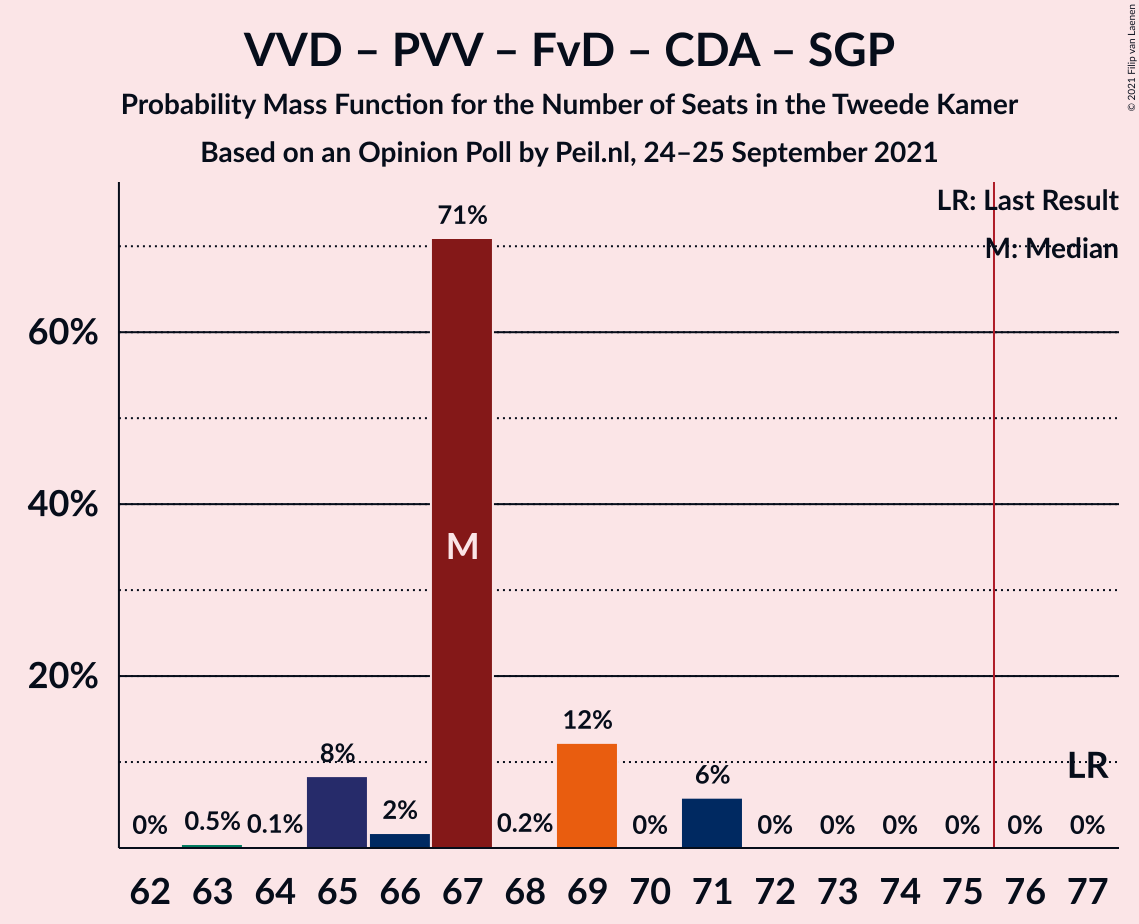 VVD – PVV – FvD – CDA – SGP
Probability Mass Function for the Number of Seats in the Tweede Kamer
Based on an Opinion Poll by Peil.nl, 24–25 September 2021
© 2021 Filip van Laenen
LR: Last Result
M: Median
60%
40%
20%
0%
0.5%
0.1%
8%
2%
71%
M
0.2%
12%
0%
6%
0%
0%
0%
0%
0%
0%
LR
62 63 64 65 66 67 68 69 70 71 72 73 74 75 76 77